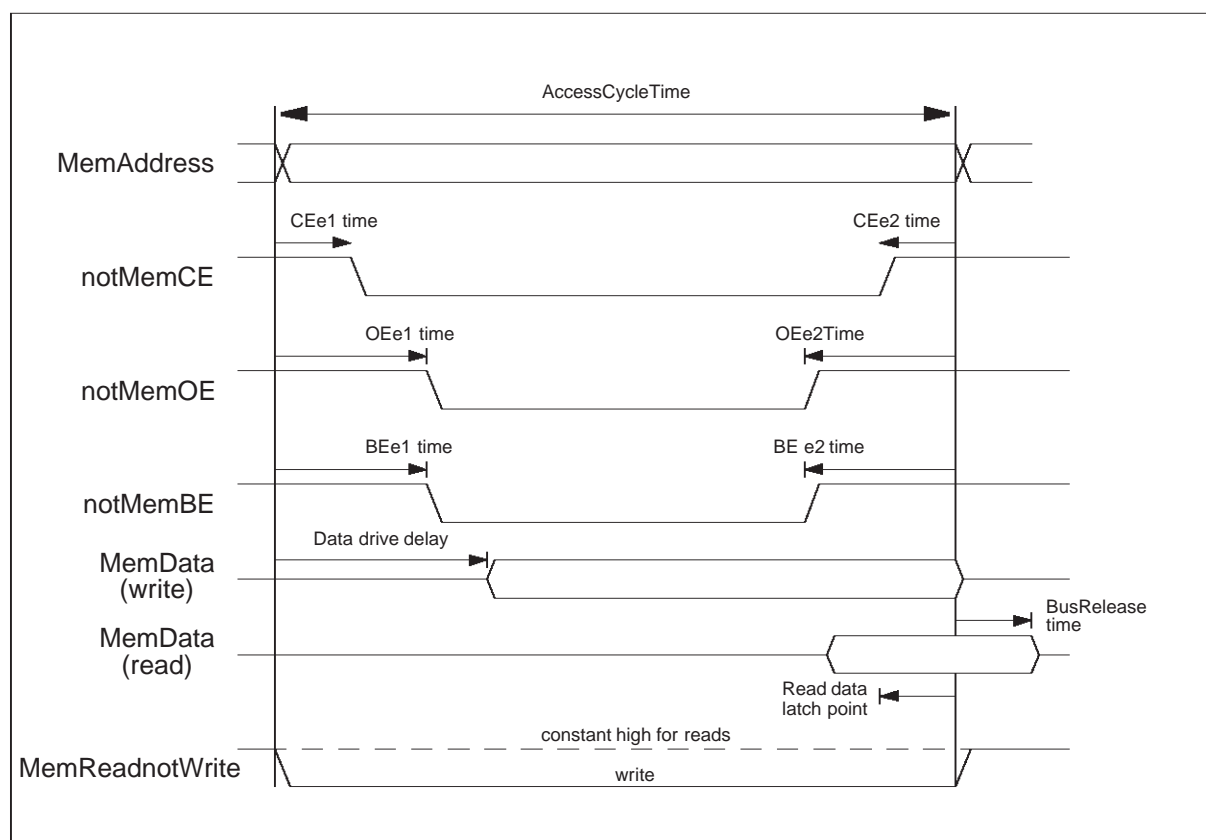 AccessCycleTime
MemAddress
CEe1 time
CEe2 time
notMemCE
OEe1 time
OEe2Time
notMemOE
BEe1 time
BE e2 time
notMemBE
Data drive delay
MemData
(write)
BusRelease
time
MemData
(read)
Read data
latch point
constant high for reads
MemReadnotWrite
write